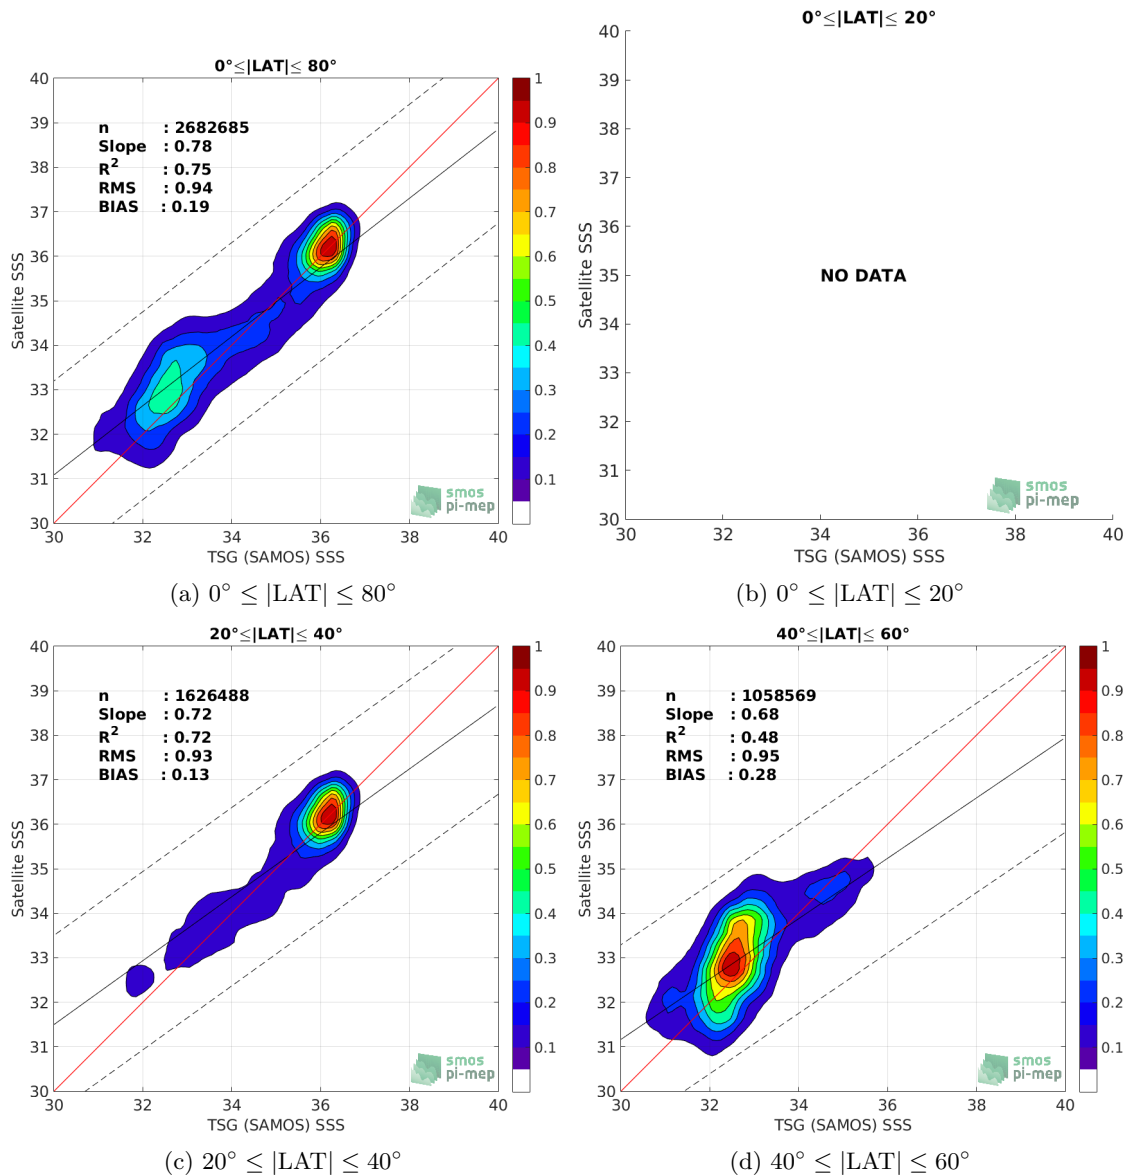 0°≤|LAT|≤ 80°
n : 2682685
Slope : 0.78
R2 : 0.75
RMS : 0.94
BIAS : 0.19
40
39
38
37
36
35
34
33
32
31
30
Satellite SSS
30 32 34 36 38 40
TSG (SAMOS) SSS
1
0.9
0.8
0.7
0.6
0.5
0.4
0.3
0.2
0.1
smos
pi-mep
(a) 0° ≤ |LAT| ≤ 80°
0°≤|LAT|≤ 20°
40
39
38
37
36
35
34
33
32
31
30
Satellite SSS
NO DATA
30 32 34 36 38 40
TSG (SAMOS) SSS
smos
pi-mep
(b) 0° ≤ |LAT| ≤ 20°
20°≤|LAT|≤ 40°
n : 1626488
Slope : 0.72
R2 : 0.72
RMS : 0.93
BIAS : 0.13
40
39
38
37
36
35
34
33
32
31
30
Satellite SSS
30 32 34 36 38 40
TSG (SAMOS) SSS
1
0.9
0.8
0.7
0.6
0.5
0.4
0.3
0.2
0.1
smos
pi-mep
(c) 20° ≤ |LAT| ≤ 40°
40°≤|LAT|≤ 60°
n : 1058569
Slope : 0.68
R2 : 0.48
RMS : 0.95
BIAS : 0.28
40
39
38
37
36
35
34
33
32
31
30
Satellite SSS
30 32 34 36 38 40
TSG (SAMOS) SSS
1
0.9
0.8
0.7
0.6
0.5
0.4
0.3
0.2
0.1
smos
pi-mep
(d) 40° ≤ |LAT| ≤ 60°